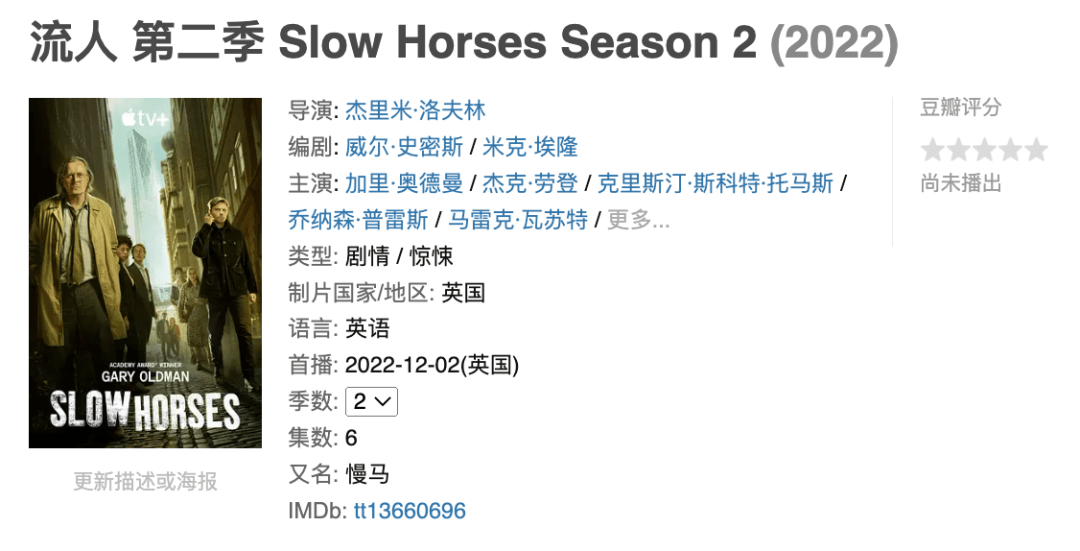 流人 第二季 Slow Horses Season 2 (2022)
tv+
ACADEMY AWARD® WINNER
GARY OLDMAN
SLOW HORSES
更新描述或海报
导演: 杰里米·洛夫林
编剧: 威尔·史密斯 / 米克·埃隆
主演: 加里·奥德曼 / 杰克·劳登 / 克里斯汀·斯科特·托马斯 /
乔纳森·普雷斯 / 马雷克·瓦苏特 / 更多...
类型: 剧情 / 惊悚
制片国家/地区: 英国
语言: 英语
首播: 2022-12-02(英国)
季数: 2
集数: 6
又名: 慢马
IMDb: tt13660696
豆瓣评分
尚未播出